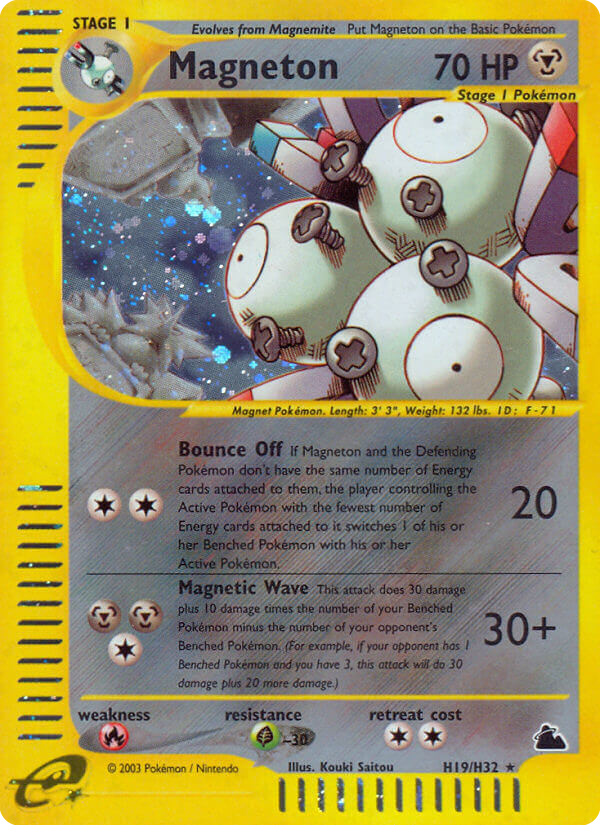 STAGE 1
Evolves from Magnemite Put Magneton on the Basic Pokémon
Magneton 70 HP
Stage 1 Pokémon
Magnet Pokémon. Length: 3' 3", Weight: 132 lbs. ID: F-71
Bounce Off If Magneton and the Defending
Pokémon don't have the same number of Energy
cards attached to them, the player controlling the
Active Pokémon with the fewest number of
Energy cards attached to it switches 1 of his or
her Benched Pokémon with his or her
Active Pokémon.
20
Magnetic Wave This attack does 30 damage
plus 10 damage times the number of your Benched
Pokémon minus the number of your opponent's
Benched Pokémon. (For example, if your opponent has 1
Benched Pokémon and you have 3, this attack will do 30
damage plus 20 more damage.)
30+
weakness resistance retreat cost
-30
© 2003 Pokémon / Nintendo Illus. Kouki Saitou H19/H32 ★
e